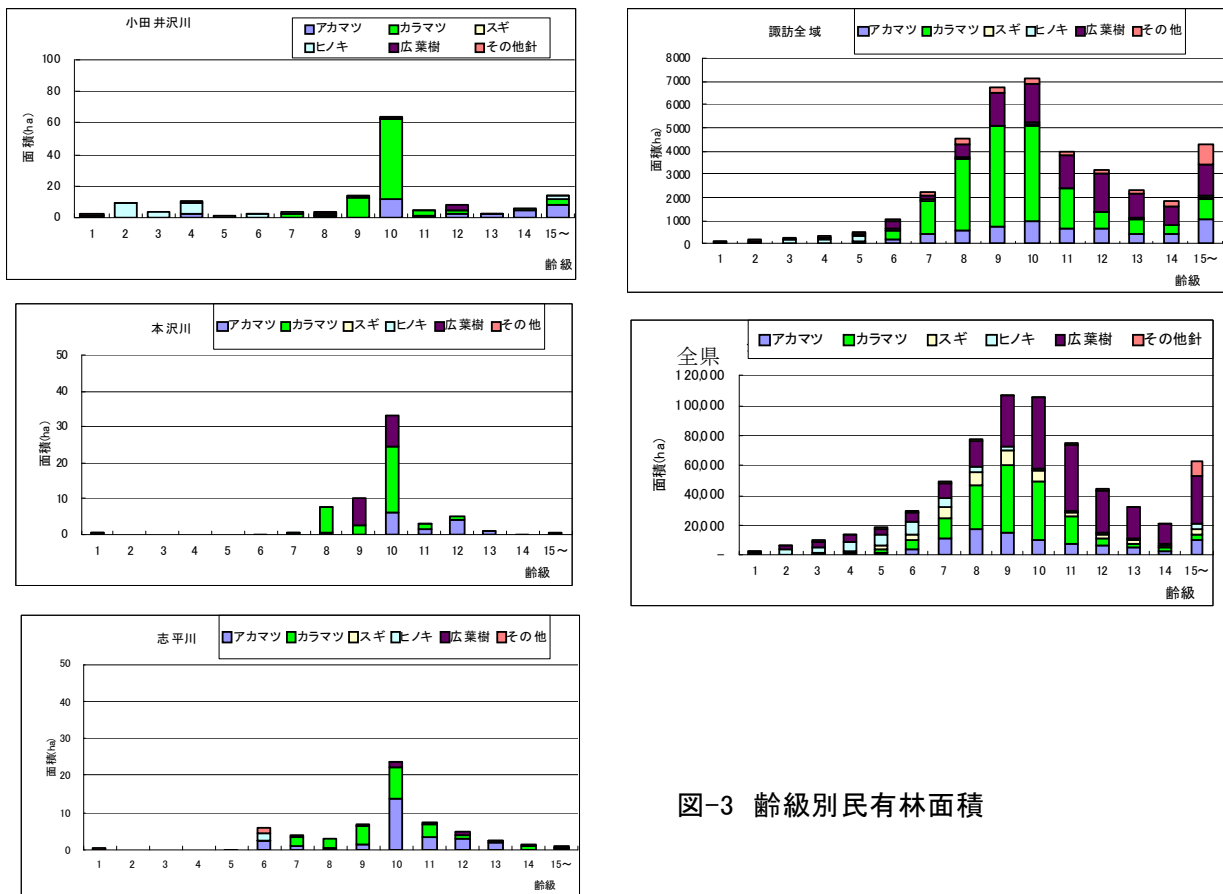 小田井沢川
アカマツ カラマツ スギ
ヒノキ 広葉樹 その他針
面積(ha)
100
80
60
40
20
0
1 2 3 4 5 6 7 8 9 10 11 12 13 14 15～
齢級
本沢川
アカマツ カラマツ スギ ヒノキ 広葉樹 その他
面積(ha)
50
40
30
20
10
0
1 2 3 4 5 6 7 8 9 10 11 12 13 14 15～
齢級
志平川
アカマツ カラマツ スギ ヒノキ 広葉樹 その他
面積(ha)
50
40
30
20
10
0
1 2 3 4 5 6 7 8 9 10 11 12 13 14 15～
齢級
諏訪全域
アカマツ カラマツ スギ ヒノキ 広葉樹 その他
面積(ha)
8000
7000
6000
5000
4000
3000
2000
1000
0
1 2 3 4 5 6 7 8 9 10 11 12 13 14 15～
齢級
全県
アカマツ カラマツ スギ ヒノキ 広葉樹 その他針
面積(ha)
120,000
100,000
80,000
60,000
40,000
20,000
－
1 2 3 4 5 6 7 8 9 10 11 12 13 14 15～
齢級
図-3 齢級別民有林面積